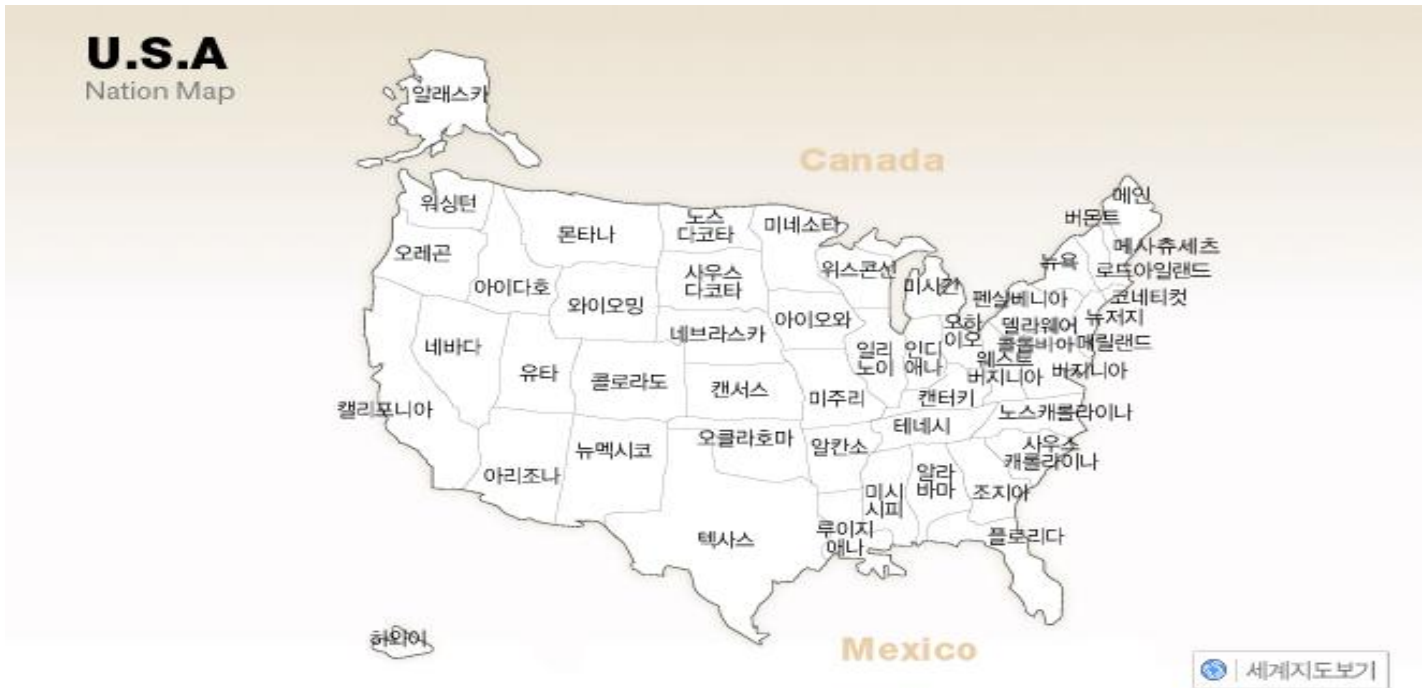 U.S.A
Nation Map
알래스카
Canada
워싱턴
몬타나
노스
다코타
미네소타
메인
버몬트
오레곤
메사츄세츠
뉴욕
로드아일랜드
아이다호
와이오밍
사우스
다코타
위스콘신
미시간
펜실베니아
코네티컷
네브라스카
아이오와
오하
이오
델라웨어
뉴저지
콜롬비아
메릴랜드
네바다
유타
콜로라도
캔서스
일리
노이
인디
애나
웨스트
버지니아
버지니아
캘리포니아
미주리
캔터키
노스캐롤라이나
테네시
아리조나
뉴멕시코
오클라호마
알칸소
사우스
캐롤라이나
미시
시피
알라
바마
조지아
텍사스
루이지
애나
플로리다
하와이
Mexico
세계지도보기